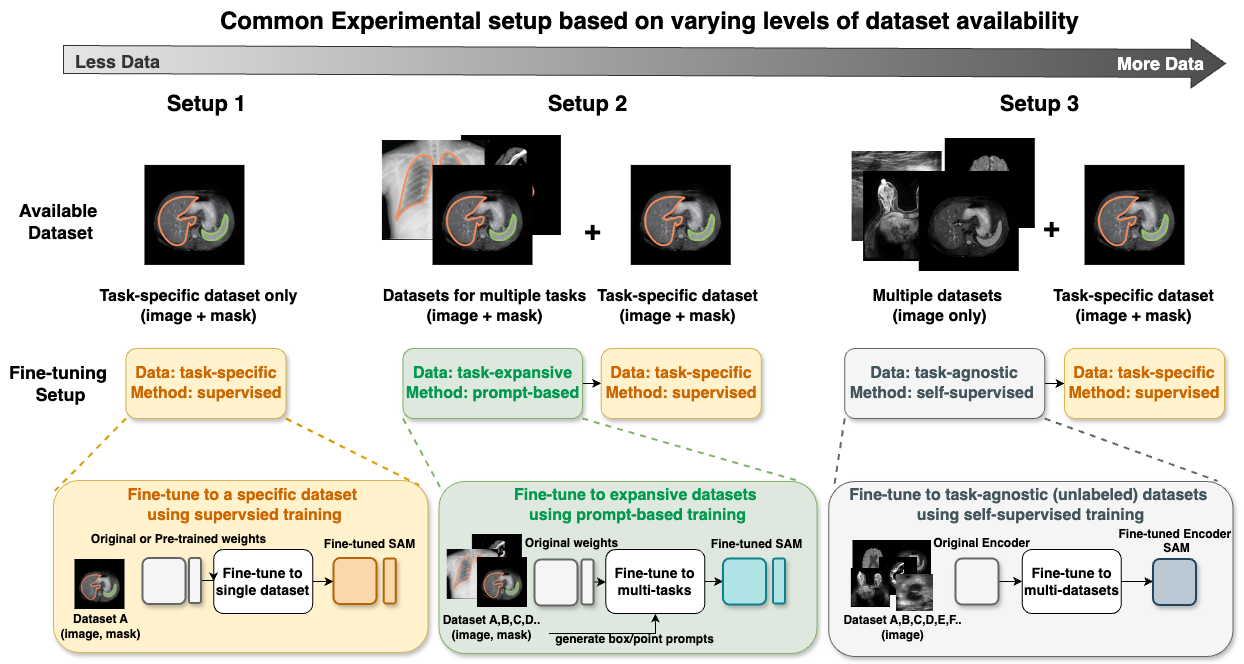 Common Experimental setup based on varying levels of dataset availability
Less Data
More Data
Setup 1
Setup 2
Setup 3
Available
Dataset
+
+
Task-specific dataset only
(image + mask)
Datasets for multiple tasks
(image + mask)
Task-specific dataset
(image + mask)
Multiple datasets
(image only)
Task-specific dataset
(image + mask)
Fine-tuning
Setup
Data: task-specific
Method: supervised
Data: task-expansive
Method: prompt-based
Data: task-specific
Method: supervised
Data: task-agnostic
Method: self-supervised
Data: task-specific
Method: supervised
Fine-tune to a specific dataset
using supervsied training
Original or Pre-trained weights
Fine-tuned SAM
Fine-tune to
single dataset
Dataset A
(image, mask)
Fine-tune to expansive datasets
using prompt-based training
Original weights
Fine-tuned SAM
Fine-tune to
multi-tasks
Dataset A,B,C,D..
(image, mask)
generate box/point prompts
Fine-tune to task-agnostic (unlabeled) datasets
using self-supervised training
Original Encoder
Fine-tuned Encoder
SAM
Fine-tune to
multi-datasets
Dataset A,B,C,D,E,F..
(image)